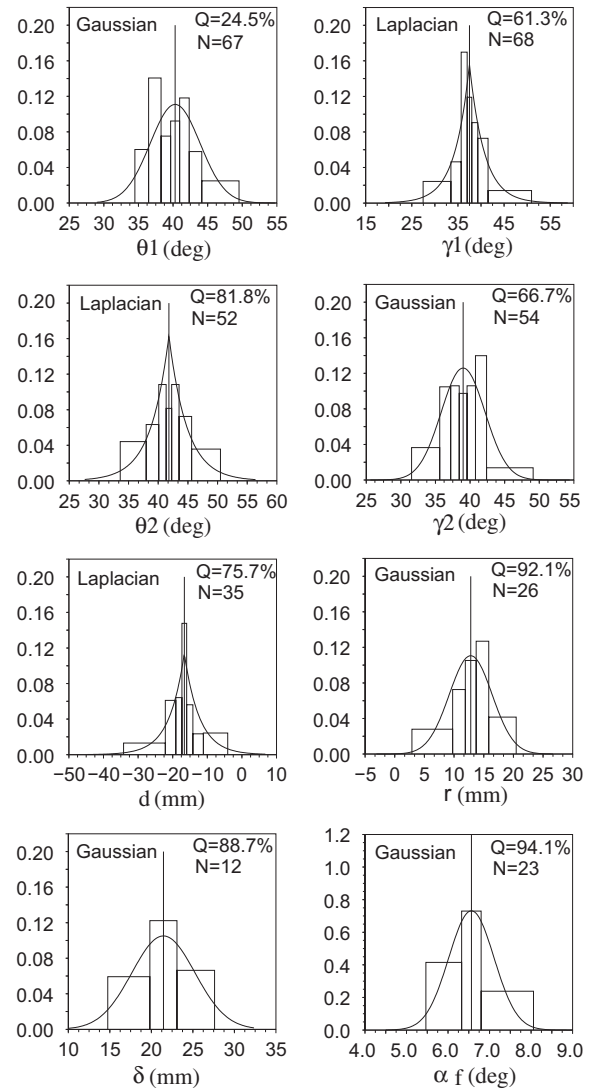 Gaussian Q=24.5%
N=67
0.20
0.16
0.12
0.08
0.04
0.00
25 35 45 55
θ1 (deg)
Laplacian Q=61.3%
N=68
0.20
0.16
0.12
0.08
0.04
0.00
15 25 35 45 55
γ1 (deg)
Laplacian Q=81.8%
N=52
0.20
0.16
0.12
0.08
0.04
0.00
25 30 35 40 45 50 55 60
θ2 (deg)
Gaussian Q=66.7%
N=54
0.20
0.16
0.12
0.08
0.04
0.00
25 30 35 40 45 50 55
γ2 (deg)
Laplacian Q=75.7%
N=35
0.20
0.16
0.12
0.08
0.04
0.00
−50 −40 −30 −20 −10 0 10
d (mm)
Gaussian Q=92.1%
N=26
0.20
0.16
0.12
0.08
0.04
0.00
−5 0 5 10 15 20 25 30
r (mm)
Gaussian Q=88.7%
N=12
0.20
0.16
0.12
0.08
0.04
0.00
10 15 20 25 30 35
δ (mm)
Gaussian Q=94.1%
N=23
1.2
1.0
0.8
0.6
0.4
0.2
0.0
4.0 5.0 6.0 7.0 8.0 9.0
α f (deg)